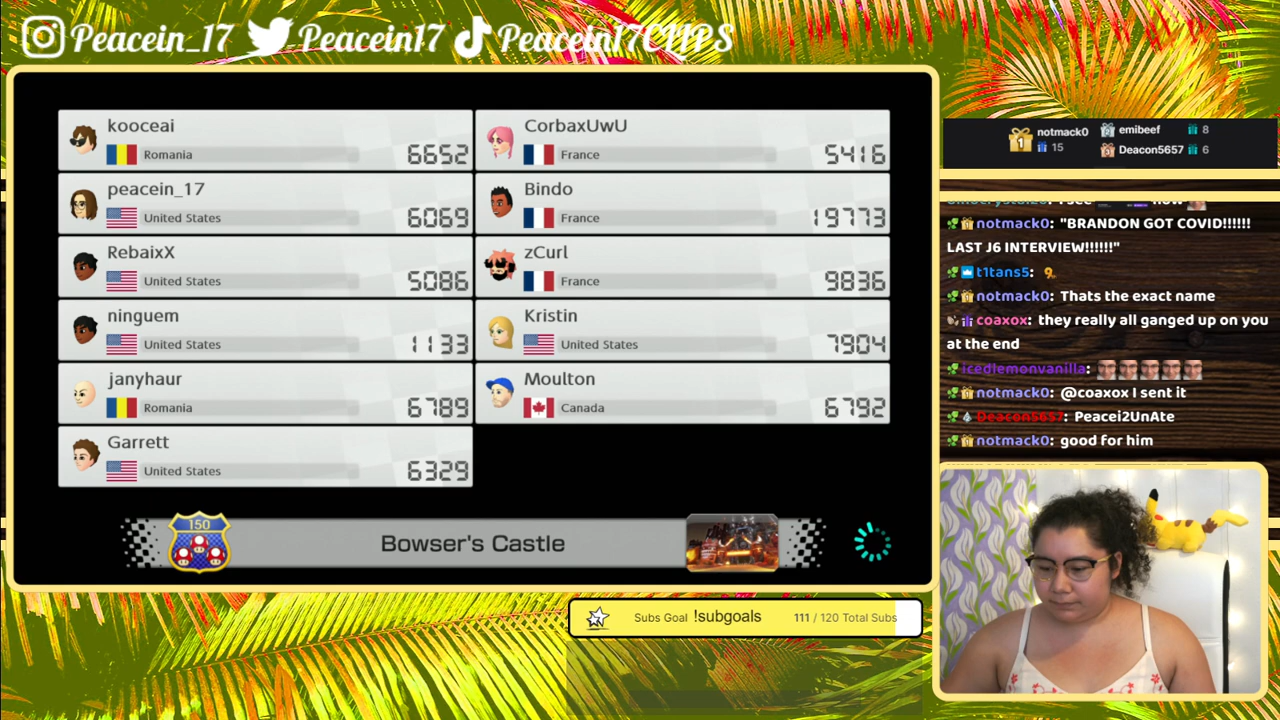 Peacein_17 Peacein17 Peacein17CLIPS
kooceai
Romania 6652
peacein_17
United States 6069
RebaixX
United States 5086
ninguem
United States 1133
janyhaur
Romania 6789
Garrett
United States 6329
CorbaxUwU
France 5416
Bindo
France 19773
zCurl
France 9836
Kristin
United States 7904
Moulton
Canada 6792
150 Bowser's Castle
Subs Goal !subgoals 111 / 120 Total Subs
1 notmack0 15
emibeef 8
Deacon5657 6
notmack0: "BRANDON GOT COVID!!!!!!
LAST J6 INTERVIEW!!!!!!"
t1tans5:
notmack0: Thats the exact name
coaxox: they really all ganged up on you
at the end
icedlemonvanilla:
notmack0: @coaxox I sent it
Deacon5657: Peacei2UnAte
notmack0: good for him